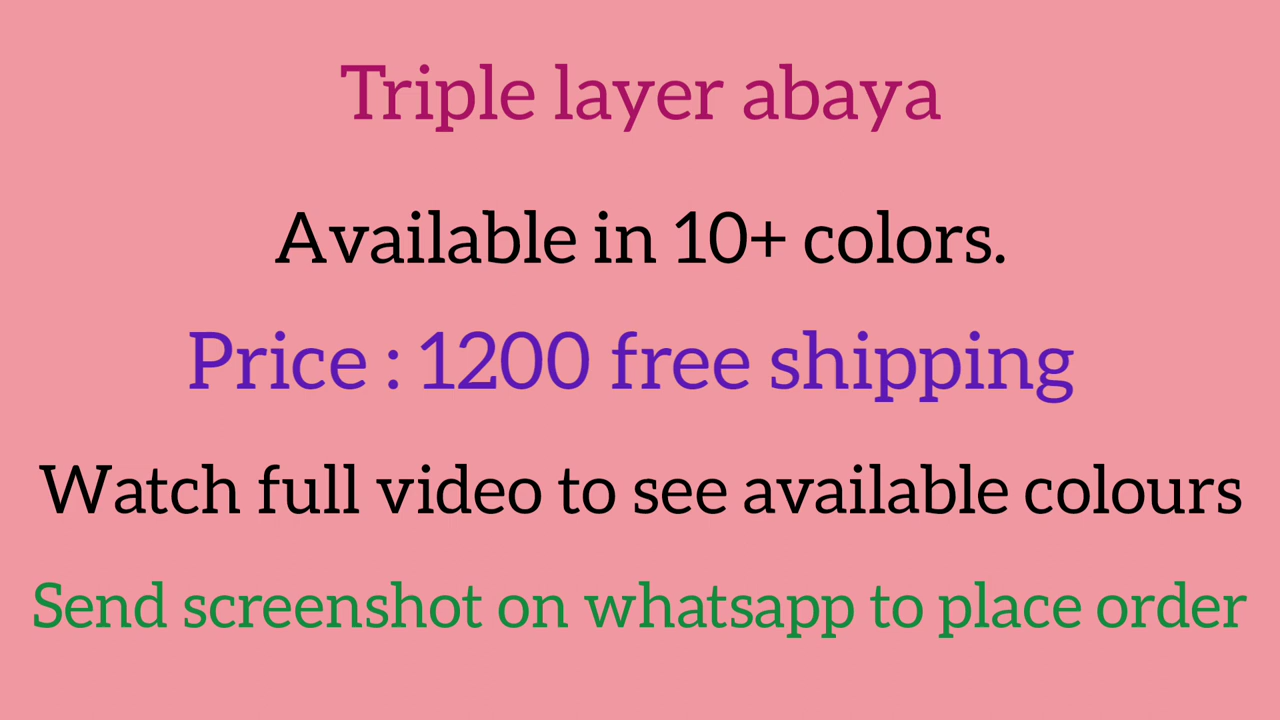 Triple layer abaya
Available in 10+ colors.
Price : 1200 free shipping
Watch full video to see available colours
Send screenshot on whatsapp to place order